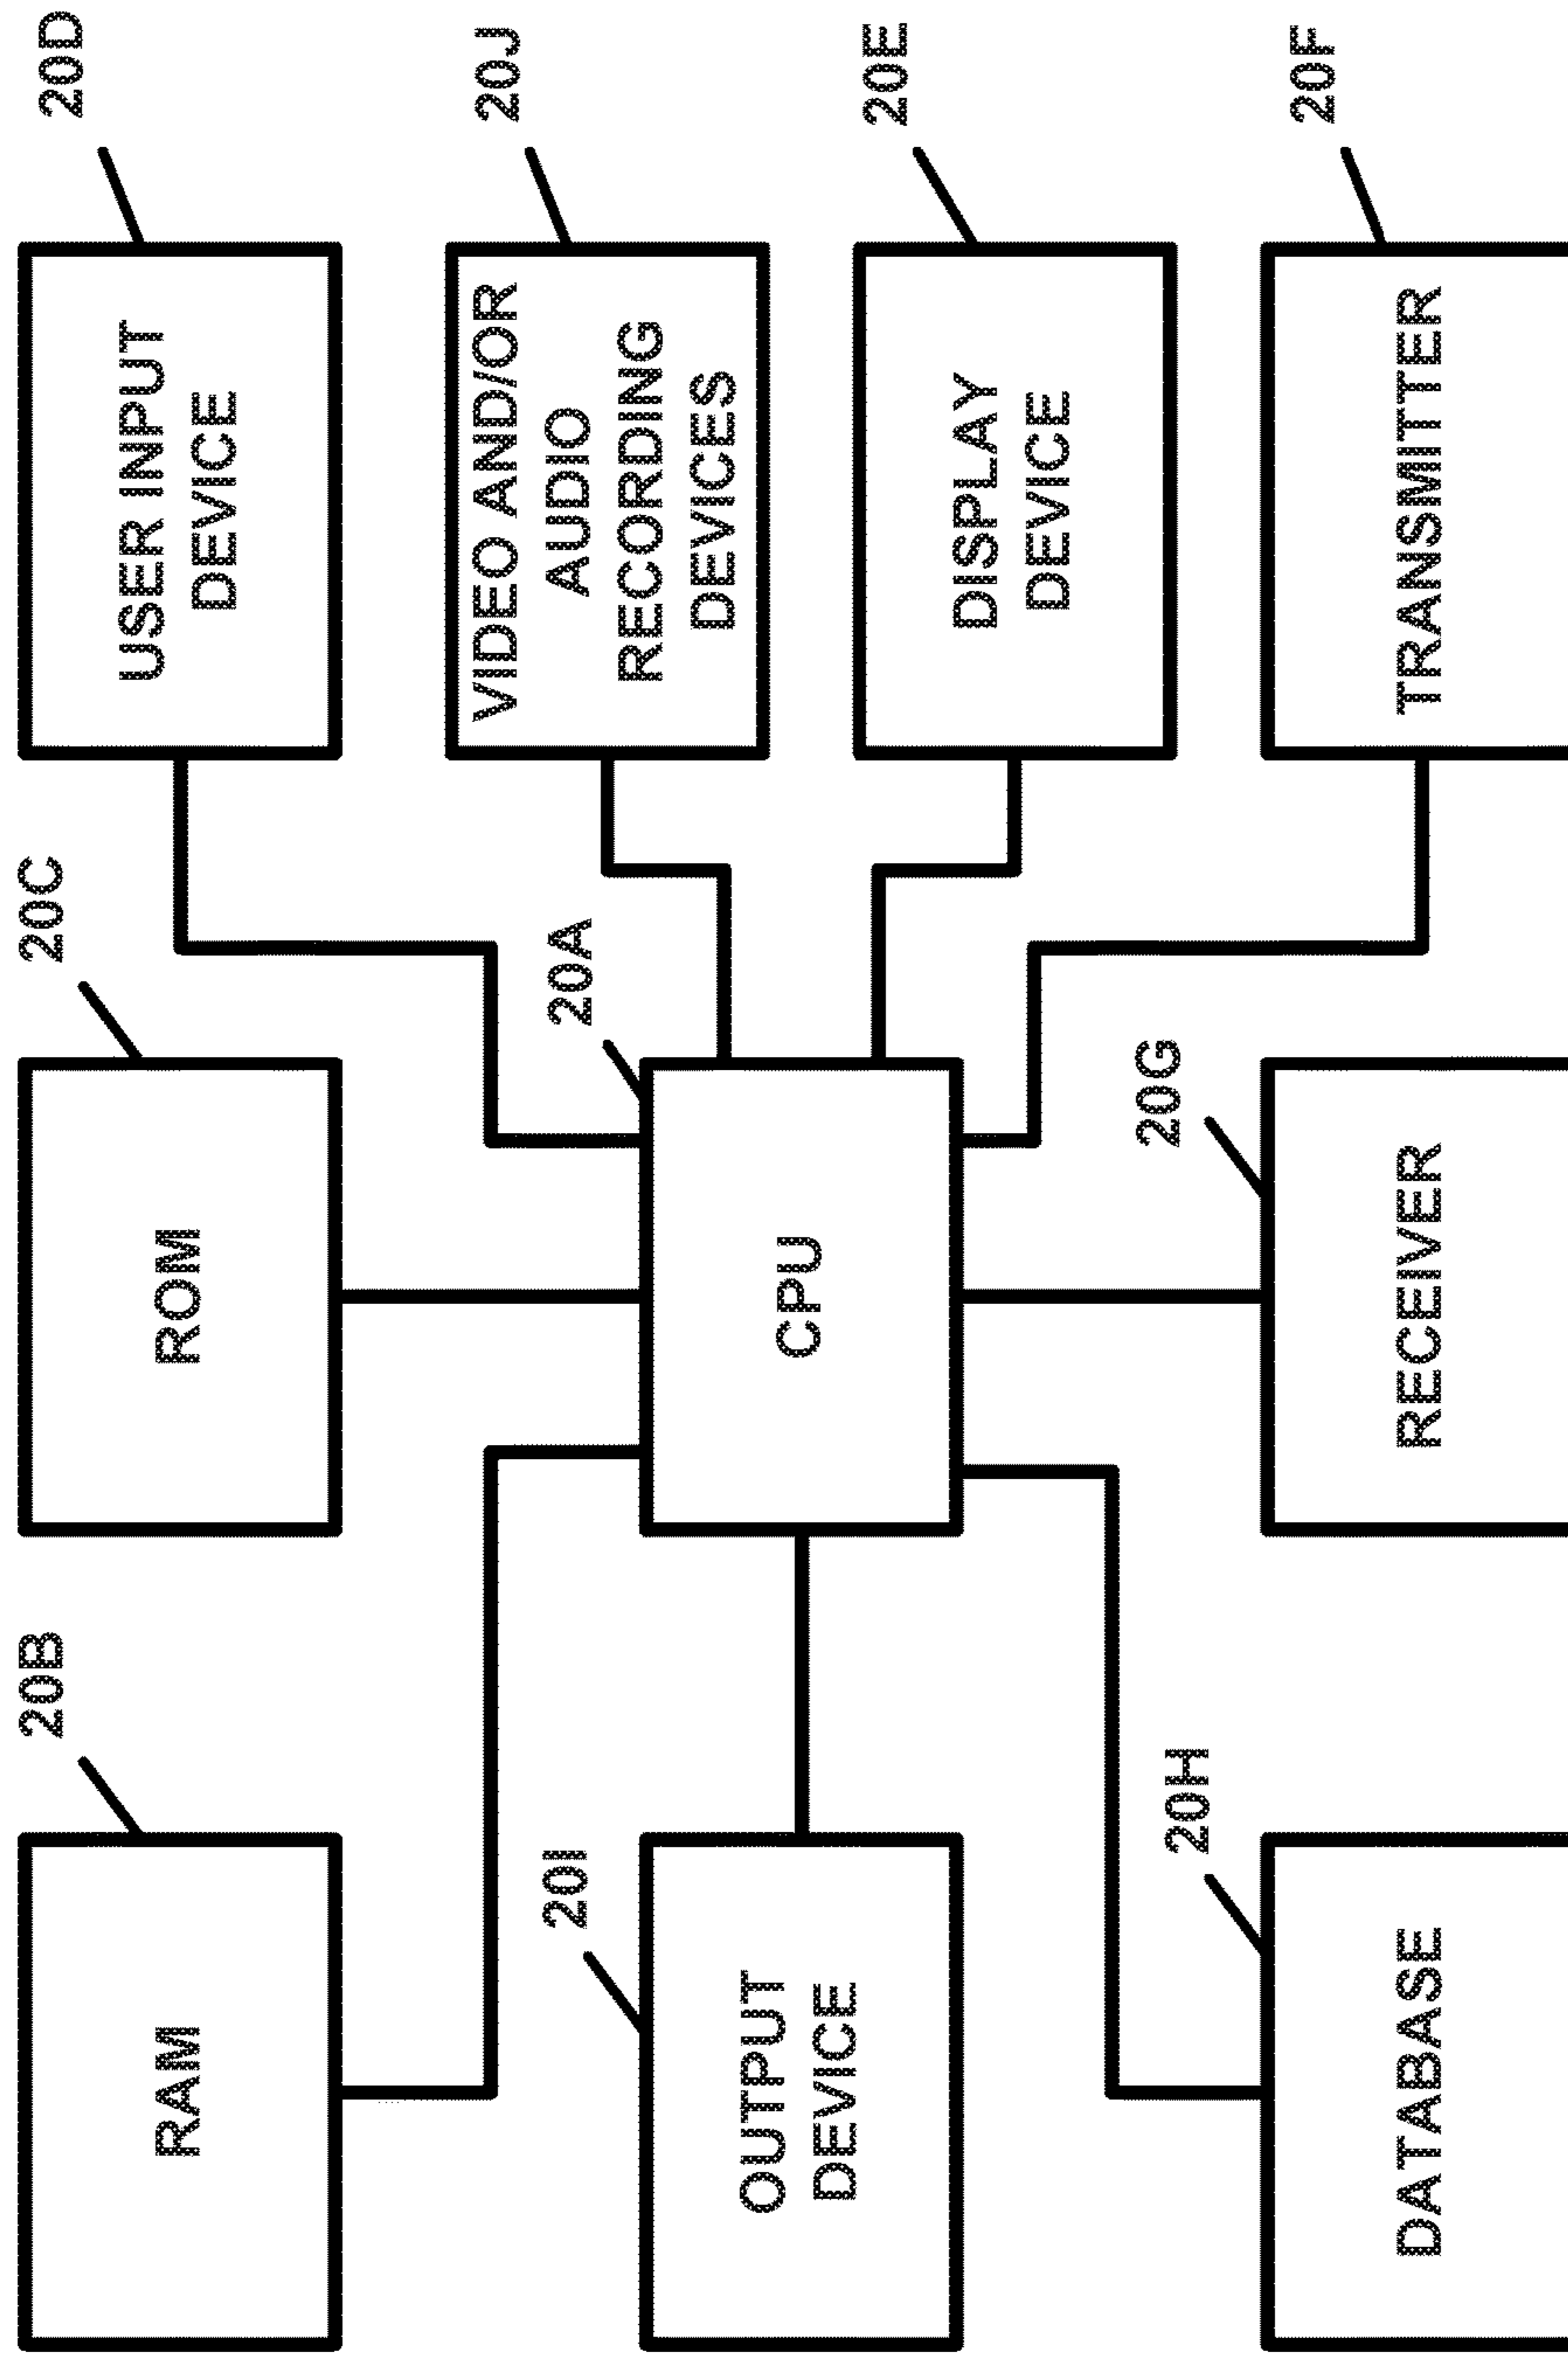 20B
RAM
20C
ROM
20D
USER INPUT
DEVICE
20I
OUTPUT
DEVICE
20A
CPU
20J
VIDEO AND/OR
AUDIO
RECORDING
DEVICES
20E
DISPLAY
DEVICE
20H
DATABASE
20G
RECEIVER
20F
TRANSMITTER